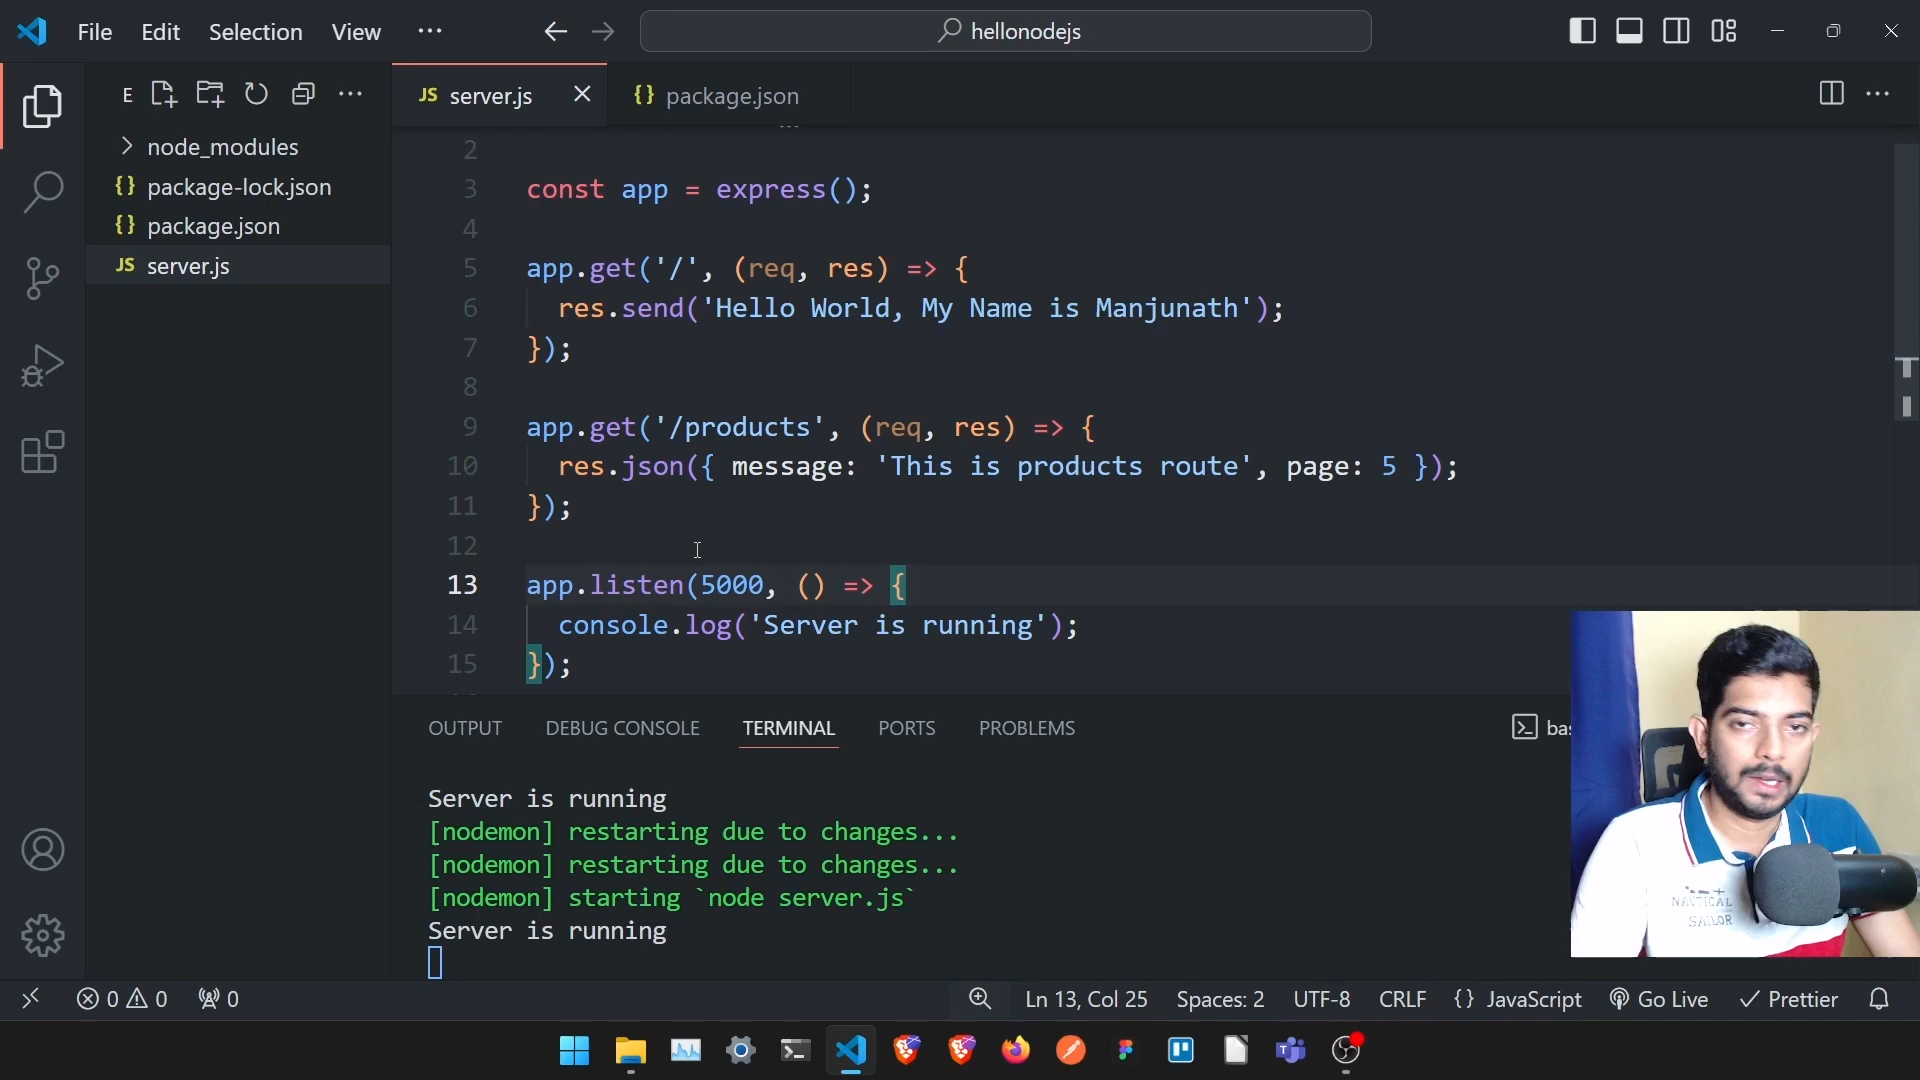 File Edit Selection View ...
hellonodejs
E
JS server.js
{} package.json
node_modules
{} package-lock.json
{} package.json
JS server.js
2
3 const app = express();
4
5 app.get('/', (req, res) => {
6 res.send('Hello World, My Name is Manjunath');
7 });
8
9 app.get('/products', (req, res) => {
10 res.json({ message: 'This is products route', page: 5 });
11 });
12
13 app.listen(5000, () => {
14 console.log('Server is running');
15 });
OUTPUT DEBUG CONSOLE TERMINAL PORTS PROBLEMS
bas
Server is running
[nodemon] restarting due to changes...
[nodemon] restarting due to changes...
[nodemon] starting `node server.js`
Server is running
NAUTICAL
SAILOR
0 0 0
Ln 13, Col 25 Spaces: 2 UTF-8 CRLF {} JavaScript Go Live Prettier